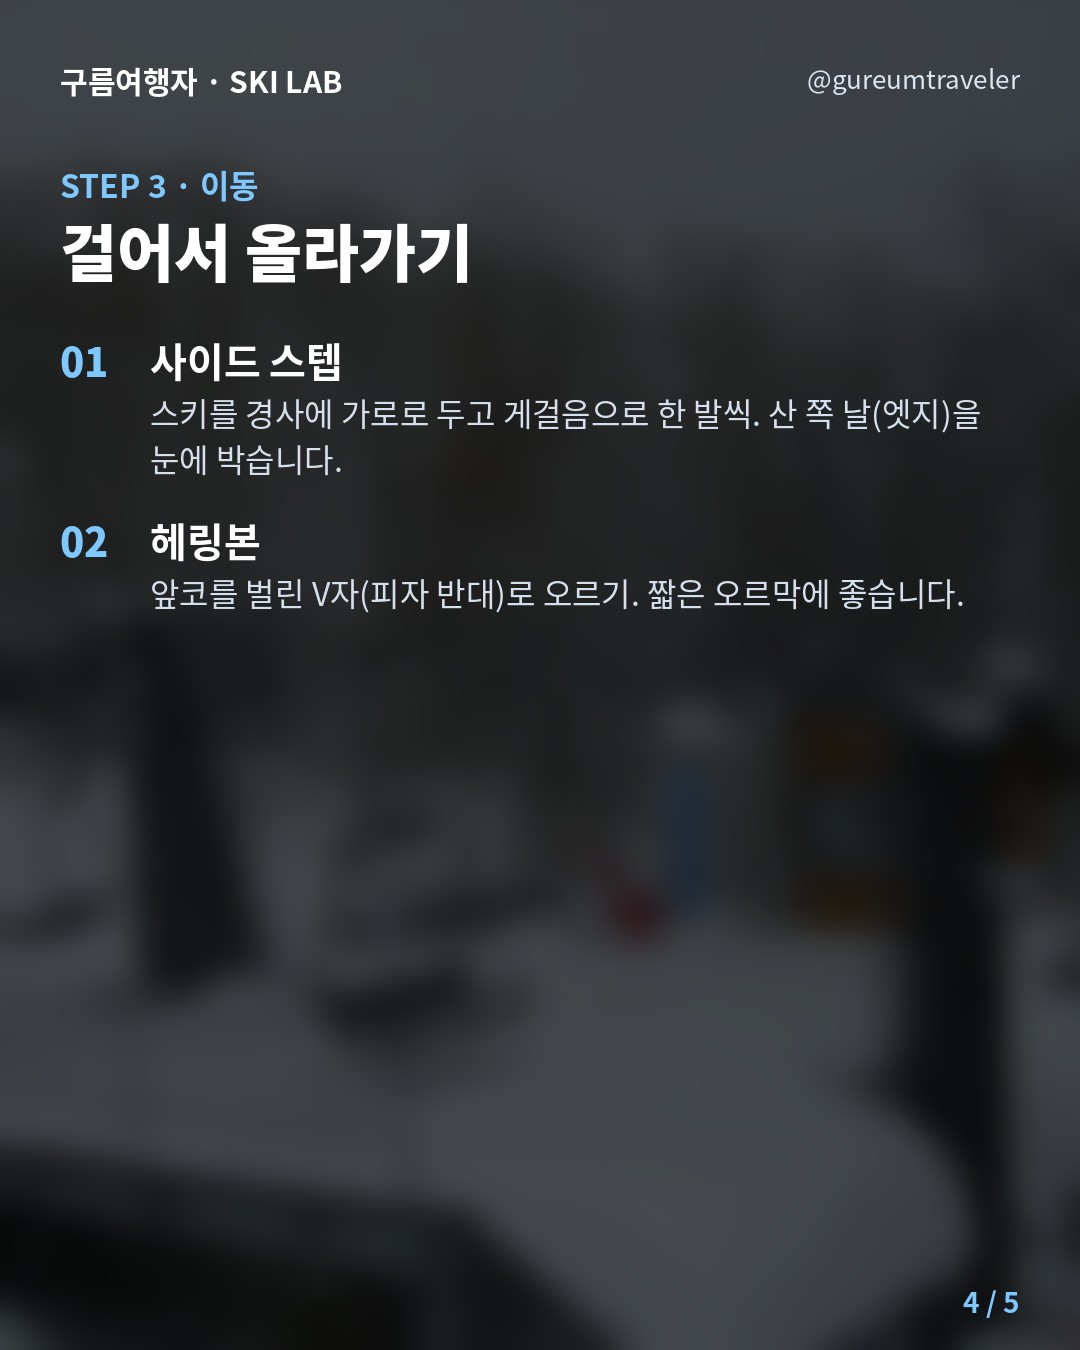 구름여행자 · SKI LAB
@gureumtraveler
STEP 3 · 이동
걸어서 올라가기
01 사이드 스텝
스키를 경사에 가로로 두고 게걸음으로 한 발씩. 산 쪽 날(엣지)을
눈에 박습니다.
02 헤링본
앞코를 벌린 V자(피자 반대)로 오르기. 짧은 오르막에 좋습니다.
4 / 5